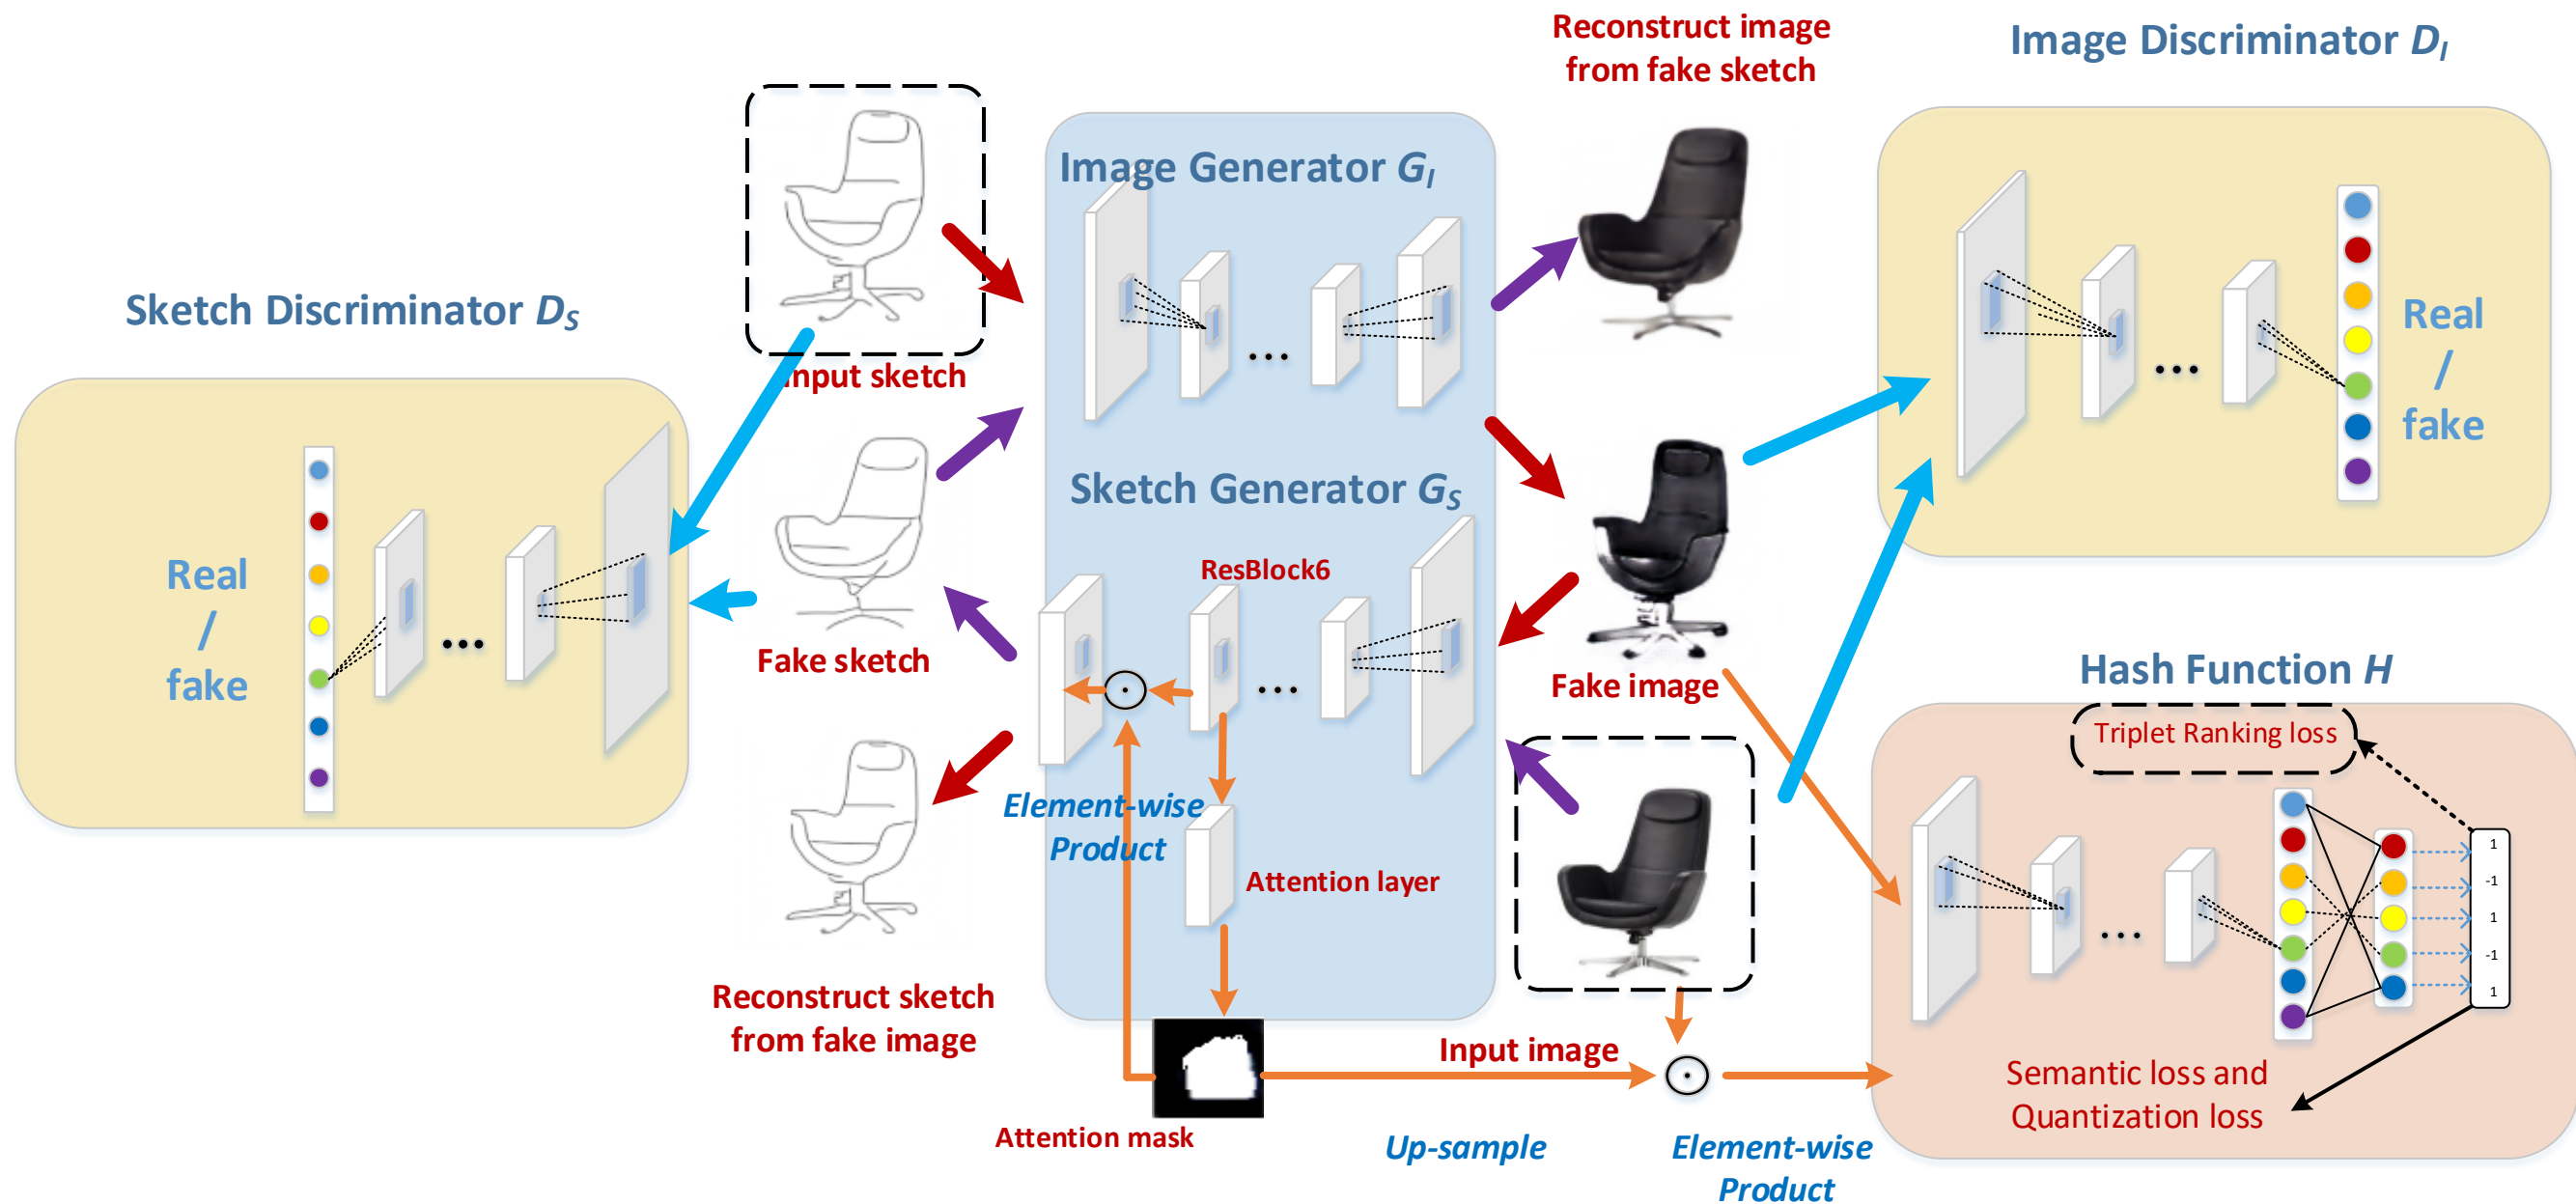 Reconstruct image
from fake sketch
Image Discriminator D_I
Image Generator G_I
Sketch Discriminator D_S
Input sketch
Real
/
fake
Sketch Generator G_S
ResBlock6
Real
/
fake
Fake sketch
Fake image
Hash Function H
Triplet Ranking loss
Element-wise
Product
Attention layer
1
-1
1
-1
1
Reconstruct sketch
from fake image
Input image
Semantic loss and
Quantization loss
Attention mask
Up-sample
Element-wise
Product